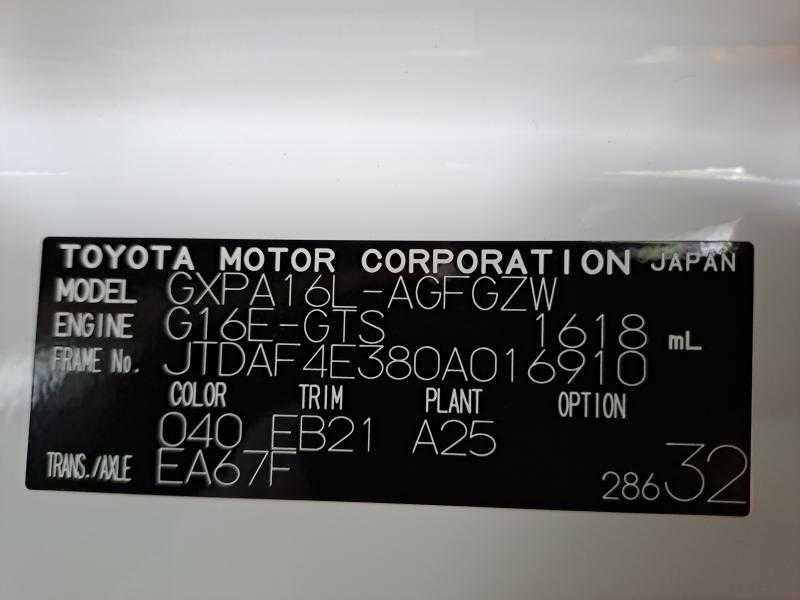 TOYOTA MOTOR CORPORATION JAPAN
MODEL GXPA16L-AGFGZW
ENGINE G16E-GTS 1618 mL
FRAME No. JTDAF4E380A016910
COLOR TRIM PLANT OPTION
040 EB21 A25
TRANS./AXLE EA67F 28632